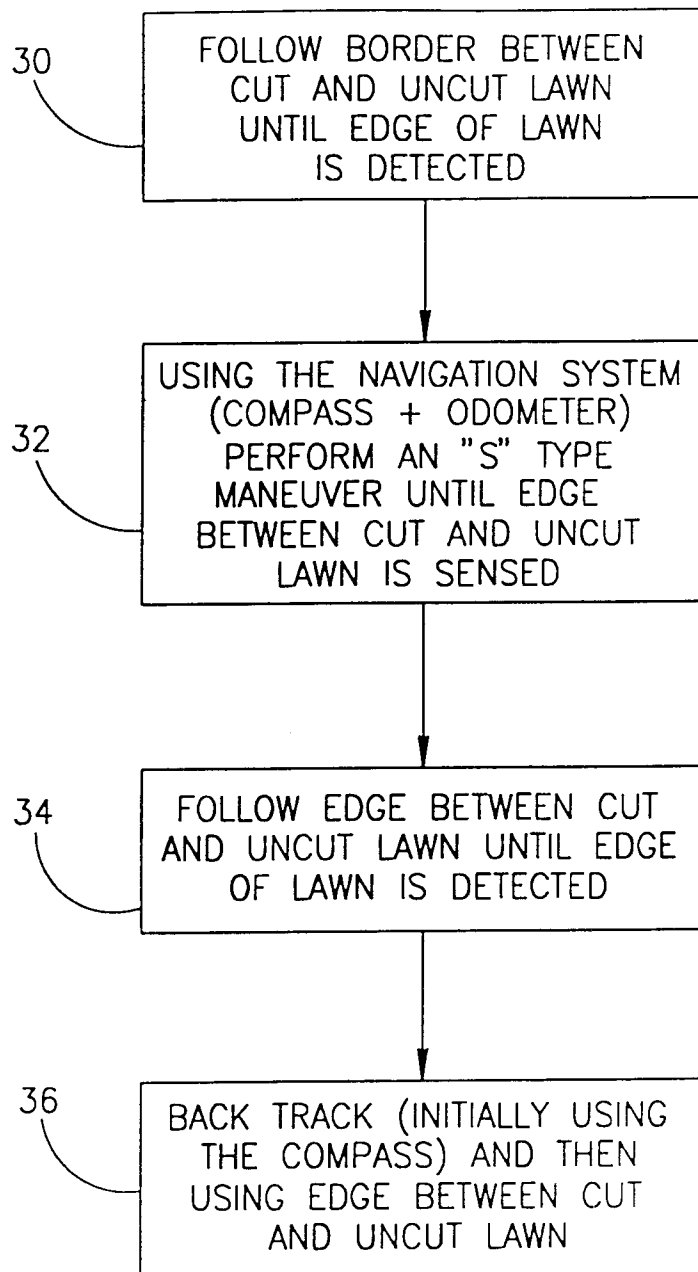 30
FOLLOW BORDER BETWEEN
CUT AND UNCUT LAWN
UNTIL EDGE OF LAWN
IS DETECTED
32
USING THE NAVIGATION SYSTEM
(COMPASS + ODOMETER)
PERFORM AN "S" TYPE
MANEUVER UNTIL EDGE
BETWEEN CUT AND UNCUT
LAWN IS SENSED
34
FOLLOW EDGE BETWEEN CUT
AND UNCUT LAWN UNTIL EDGE
OF LAWN IS DETECTED
36
BACK TRACK (INITIALLY USING
THE COMPASS) AND THEN
USING EDGE BETWEEN CUT
AND UNCUT LAWN